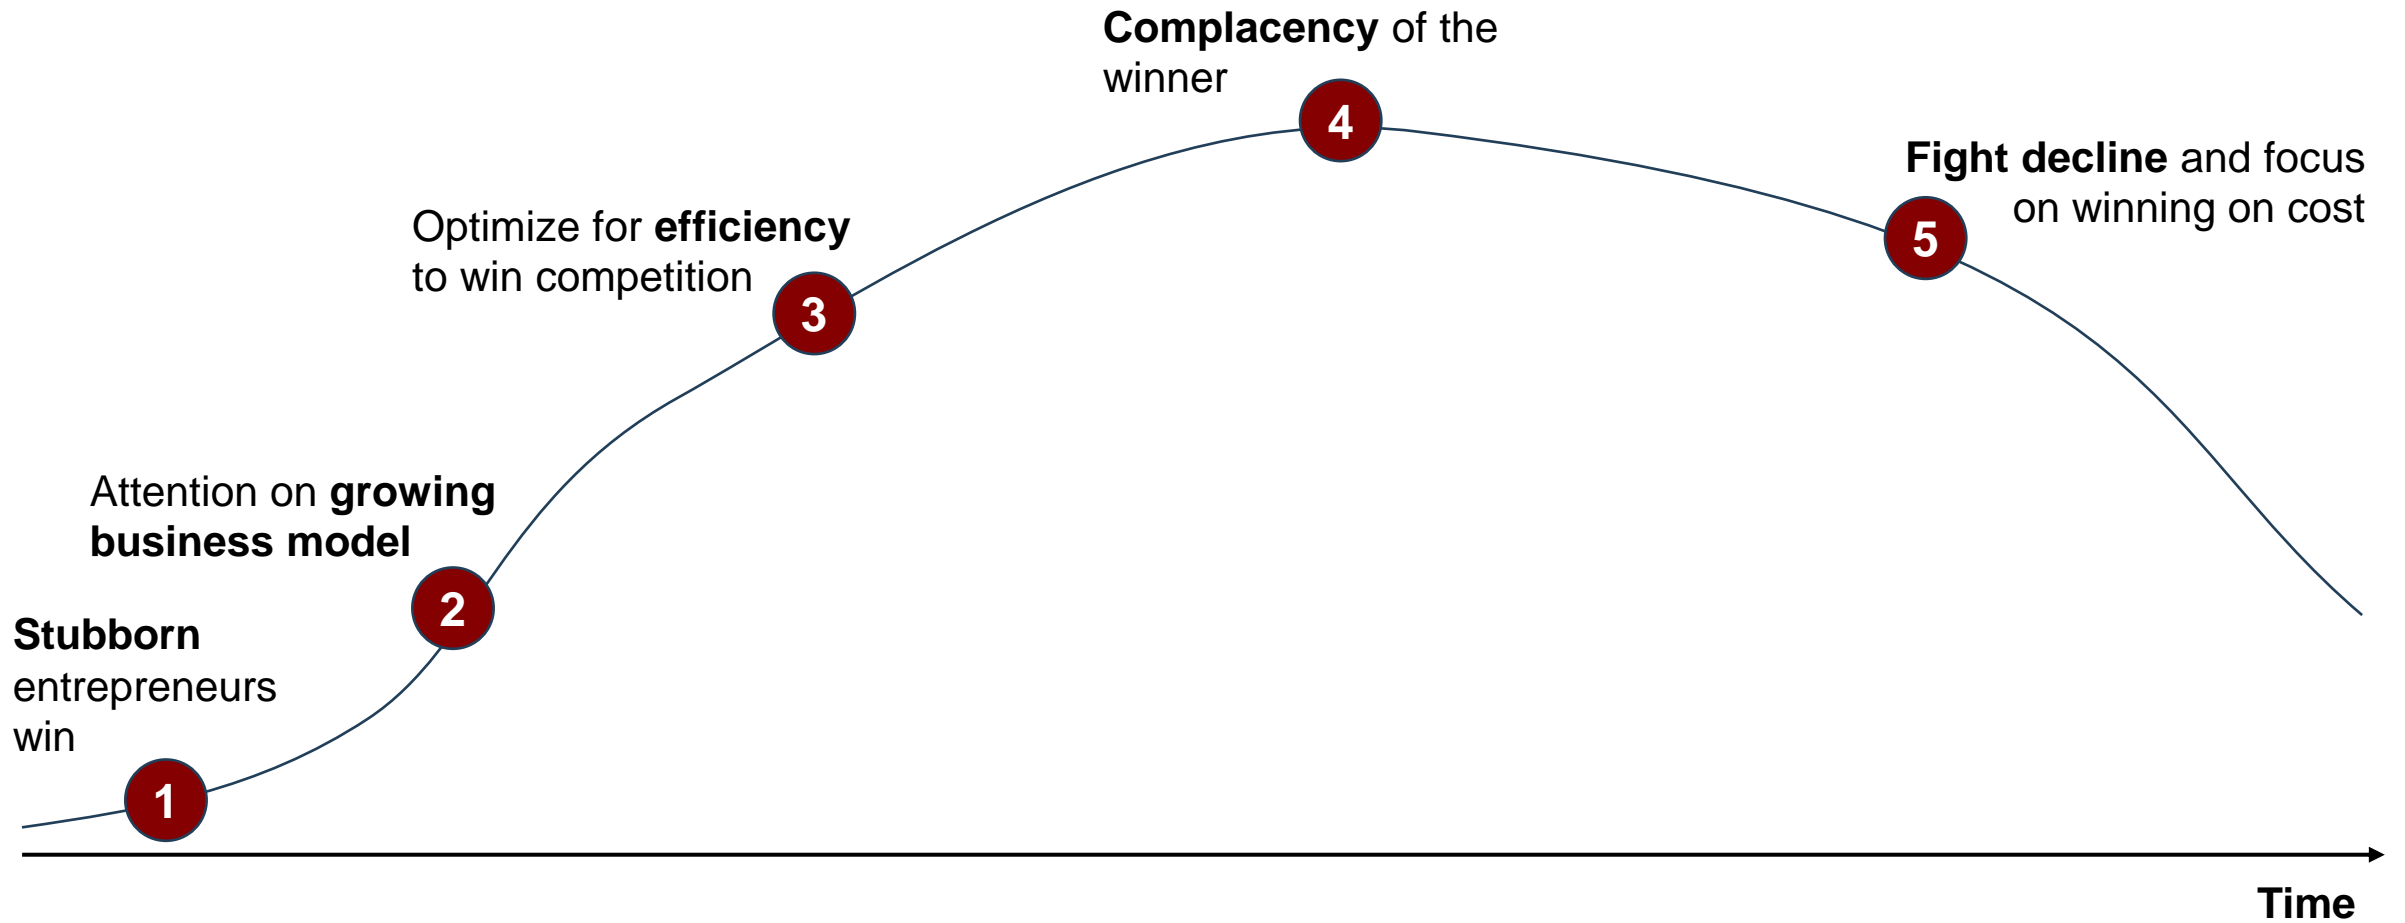 Complacency of the
winner
4
Fight decline and focus
on winning on cost
5
Optimize for efficiency
to win competition
3
Attention on growing
business model
2
Stubborn
entrepreneurs
win
1
Time